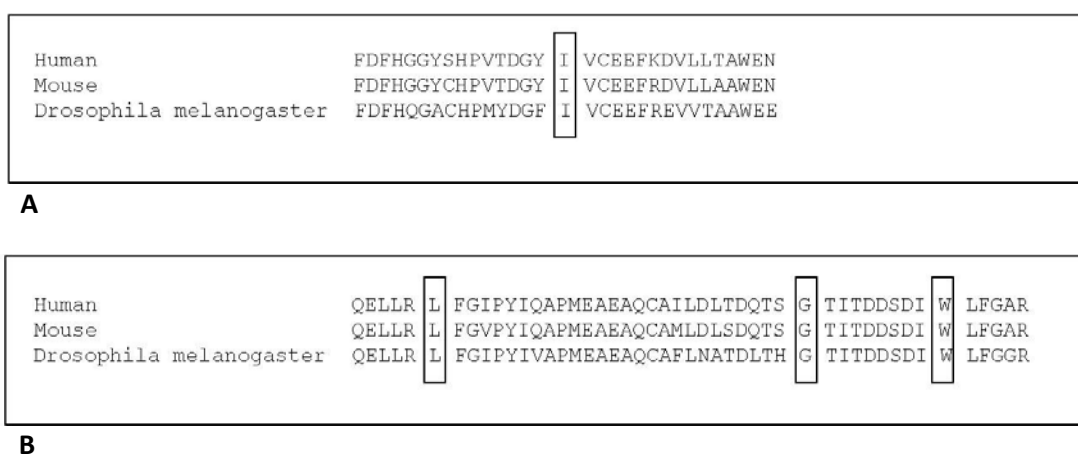 Human FDFHGGYSHPVTDGY I VCEEFKDVLLTAWEN
Mouse FDFHGGYCHPVTDGY I VCEEFRDVLLAAWEN
Drosophila melanogaster FDFHQGACHPMYDGF I VCEEFREVVTAAWEE
A
Human QELLR L FGIPYIQAPMEAEAQCAILDLTDQTS G TITDDSDI W LFGAR
Mouse QELLR L FGVPYIQAPMEAEAQCAMLDLSDQTS G TITDDSDI W LFGAR
Drosophila melanogaster QELLR L FGIPYIVAPMEAEAQCAFLNATDLTH G TITDDSDI W LFGGR
B